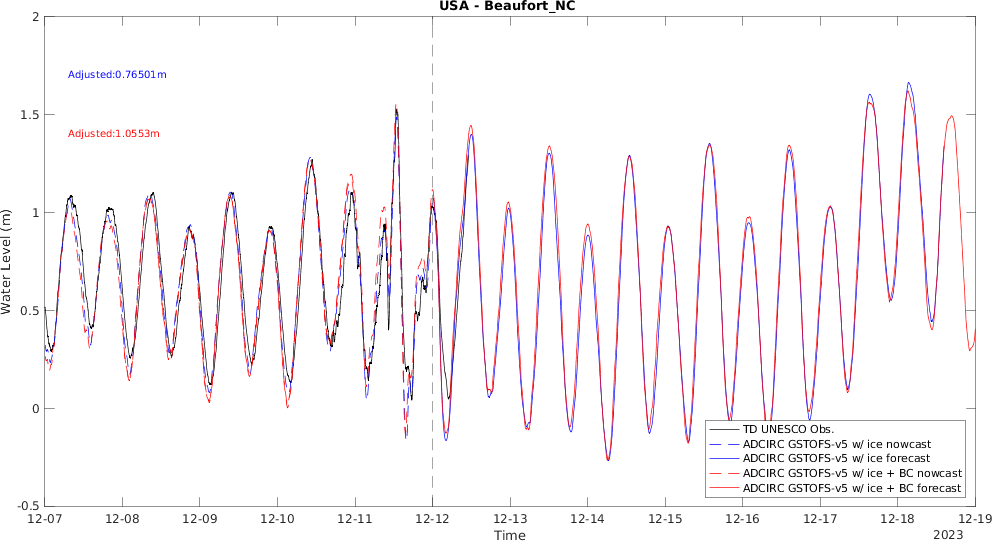 USA - Beaufort_NC
2
1.5
1
0.5
0
-0.5
Water Level (m)
Adjusted:0.76501m
Adjusted:1.0553m
TD UNESCO Obs.
ADCIRC GSTOFS-v5 w/ ice nowcast
ADCIRC GSTOFS-v5 w/ ice forecast
ADCIRC GSTOFS-v5 w/ ice + BC nowcast
ADCIRC GSTOFS-v5 w/ ice + BC forecast
12-07 12-08 12-09 12-10 12-11 12-12 12-13 12-14 12-15 12-16 12-17 12-18 12-19
Time
2023